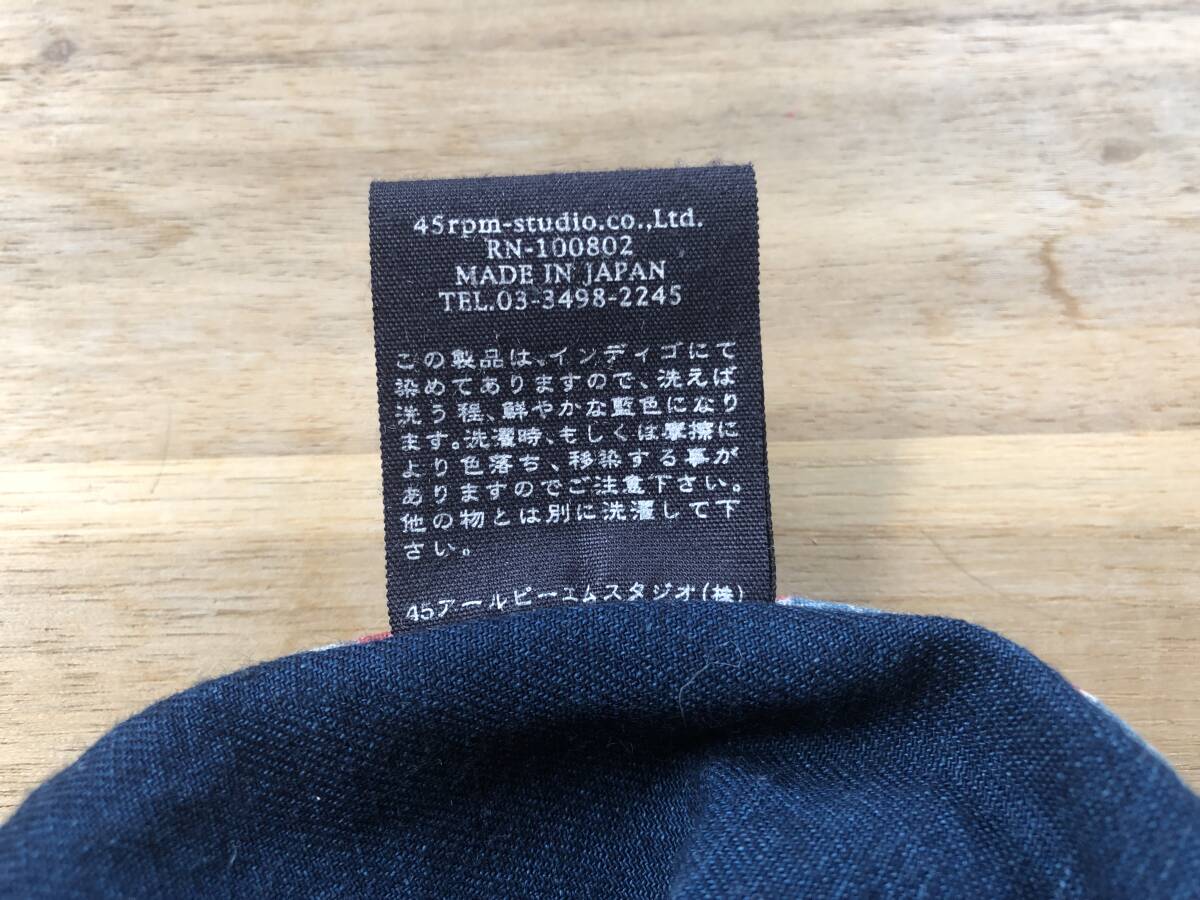 45rpm-studio.co.,Ltd.
RN-100802
MADE IN JAPAN
TEL.03-3498-2245
この製品は、インディゴにて
染めてありますので、洗えば
洗う程、鮮やかな藍色になり
ます。洗濯時、もしくは摩擦に
より色落ち、移染する事が
ありますのでご注意下さい。
他の物とは別に洗濯して下
さい。
45アールピーエムスタジオ(株)